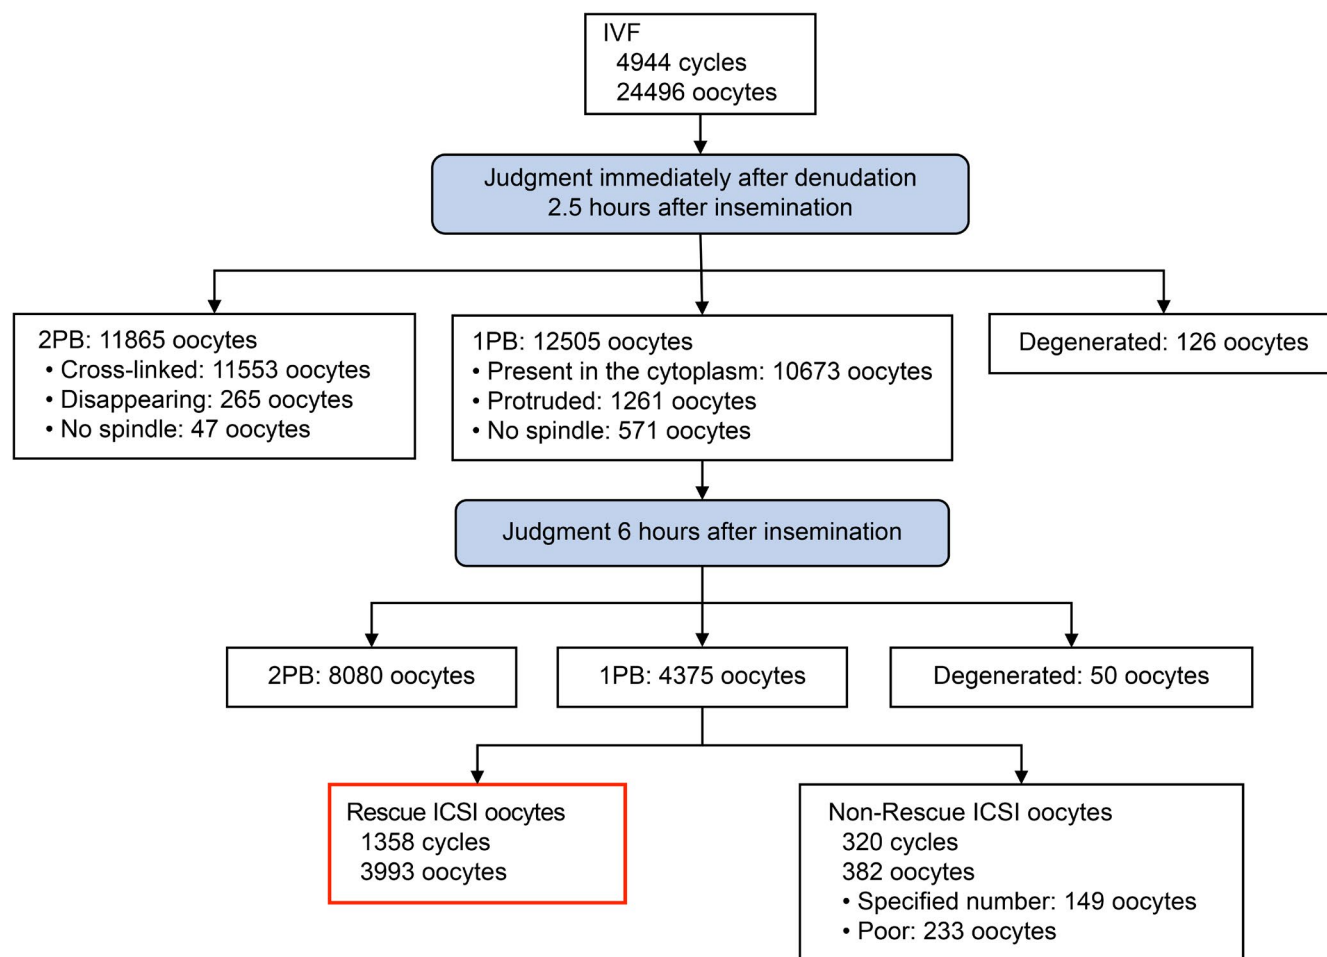 IVF
4944 cycles
24496 oocytes
Judgment immediately after denudation
2.5 hours after insemination
2PB: 11865 oocytes
• Cross-linked: 11553 oocytes
• Disappearing: 265 oocytes
• No spindle: 47 oocytes
1PB: 12505 oocytes
• Present in the cytoplasm: 10673 oocytes
• Protruded: 1261 oocytes
• No spindle: 571 oocytes
Degenerated: 126 oocytes
Judgment 6 hours after insemination
2PB: 8080 oocytes
1PB: 4375 oocytes
Degenerated: 50 oocytes
Rescue ICSI oocytes
1358 cycles
3993 oocytes
Non-Rescue ICSI oocytes
320 cycles
382 oocytes
• Specified number: 149 oocytes
• Poor: 233 oocytes